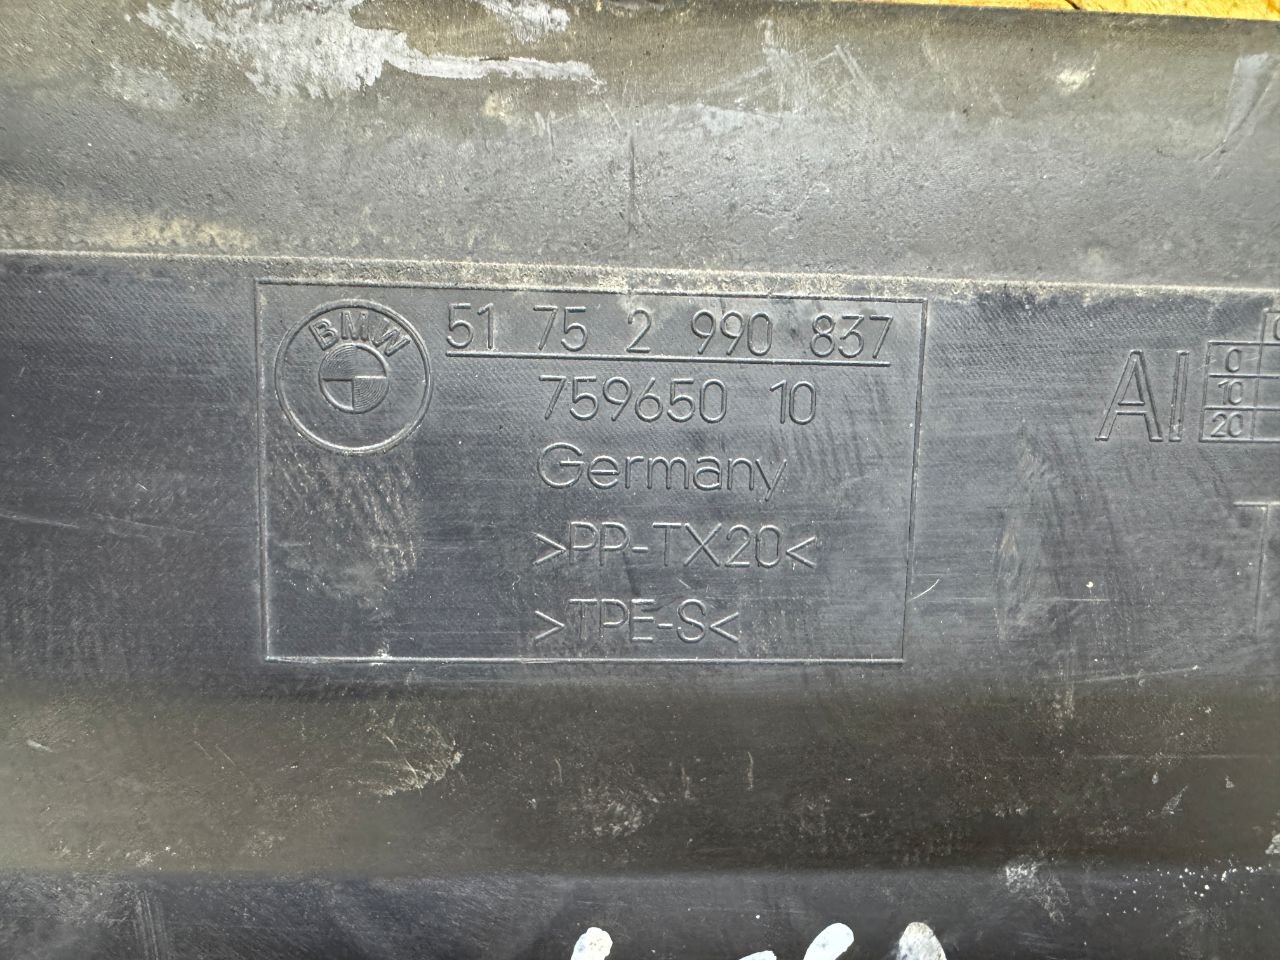 BMW
51 75 2 990 837
759650 10
Germany
>PP-TX20<
>TPE-S<
AI
0
10
20